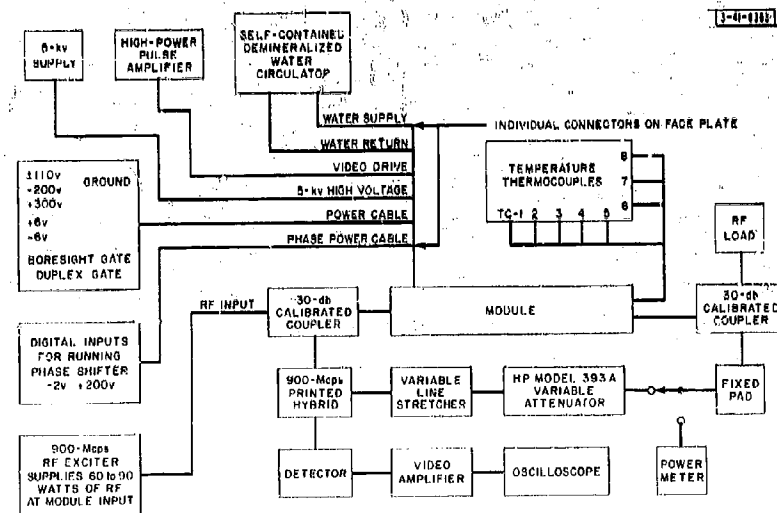 5-kv
SUPPLY
HIGH-POWER
PULSE
AMPLIFIER
SELF-CONTAINED
DEMINERALIZED
WATER
CIRCULATOR
WATER SUPPLY
INDIVIDUAL CONNECTORS ON FACE PLATE
WATER RETURN
VIDEO DRIVE
5-kv HIGH VOLTAGE
POWER CABLE
PHASE POWER CABLE
±110v
-200v
+300v
+6v
-6v
GROUND
BORESIGHT GATE
DUPLEX GATE
TEMPERATURE
THERMOCOUPLES
8
7
6
TC-1 2 3 4 5
RF
LOAD
RF INPUT
30-db
CALIBRATED
COUPLER
MODULE
30-db
CALIBRATED
COUPLER
DIGITAL INPUTS
FOR RUNNING
PHASE SHIFTER
-2v +200v
900-Mcps
PRINTED
HYBRID
VARIABLE
LINE
STRETCHER
HP MODEL 393A
VARIABLE
ATTENUATOR
FIXED
PAD
900-Mcps
RF EXCITER
SUPPLIES 60 to 90
WATTS OF RF
AT MODULE INPUT
DETECTOR
VIDEO
AMPLIFIER
OSCILLOSCOPE
POWER
METER